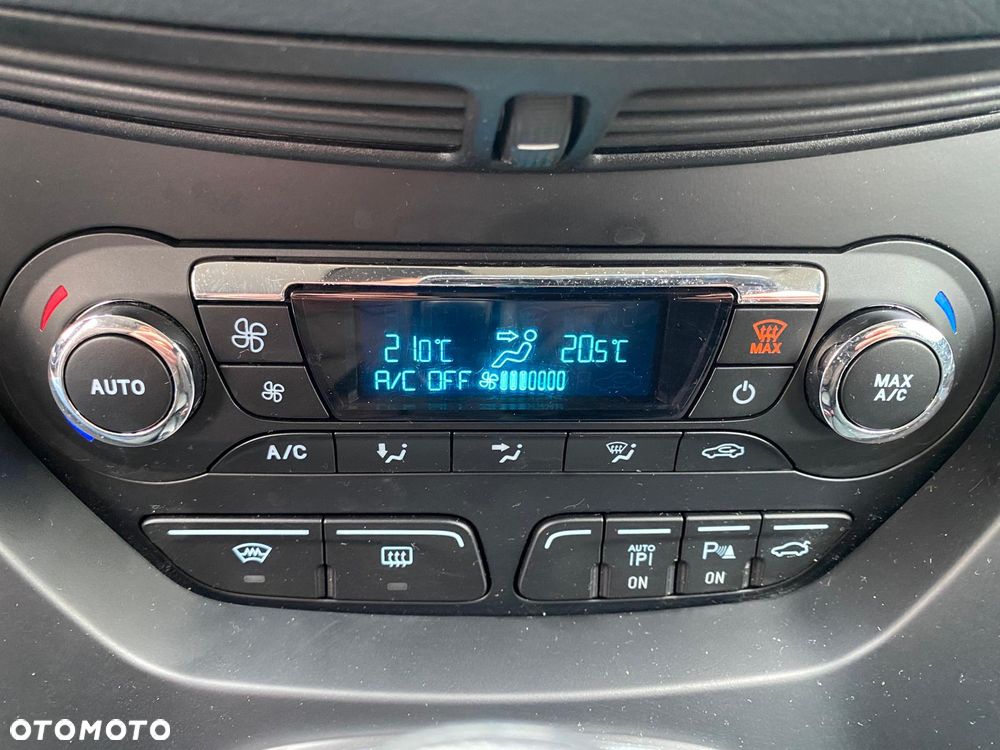 21.0°C 20.5°C
A/C OFF
MAX
AUTO
MAX
A/C
A/C
AUTO
P
P
ON
ON
OTOMOTO